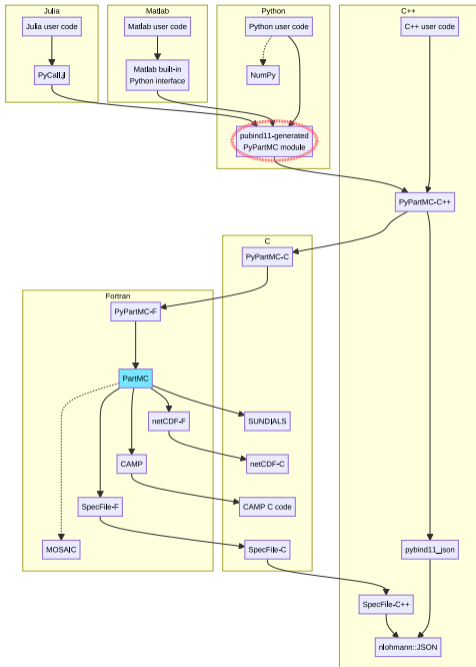 Julia
Matlab
Python
C++
Julia user code
Matlab user code
Python user code
C++ user code
PyCall.jl
Matlab built-in
Python interface
NumPy
pubind11-generated
PyPartMC module
PyPartMC-C++
C
PyPartMC-C
Fortran
PyPartMC-F
PartMC
netCDF-F
SUNDIALS
CAMP
netCDF-C
SpecFile-F
CAMP C code
MOSAIC
SpecFile-C
pybind11_json
SpecFile-C++
nlohmann::JSON